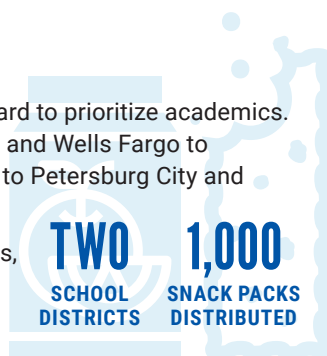 ard to prioritize academics.
and Wells Fargo to
to Petersburg City and
s,
TWO
SCHOOL
DISTRICTS
1,000
SNACK PACKS
DISTRIBUTED